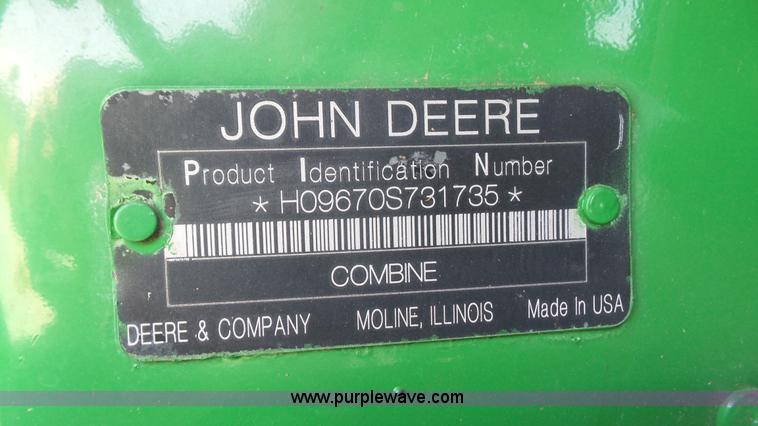 JOHN DEERE
Product Identification Number
* H09670S731735 *
COMBINE
DEERE & COMPANY MOLINE, ILLINOIS Made In USA
www.purplewave.com